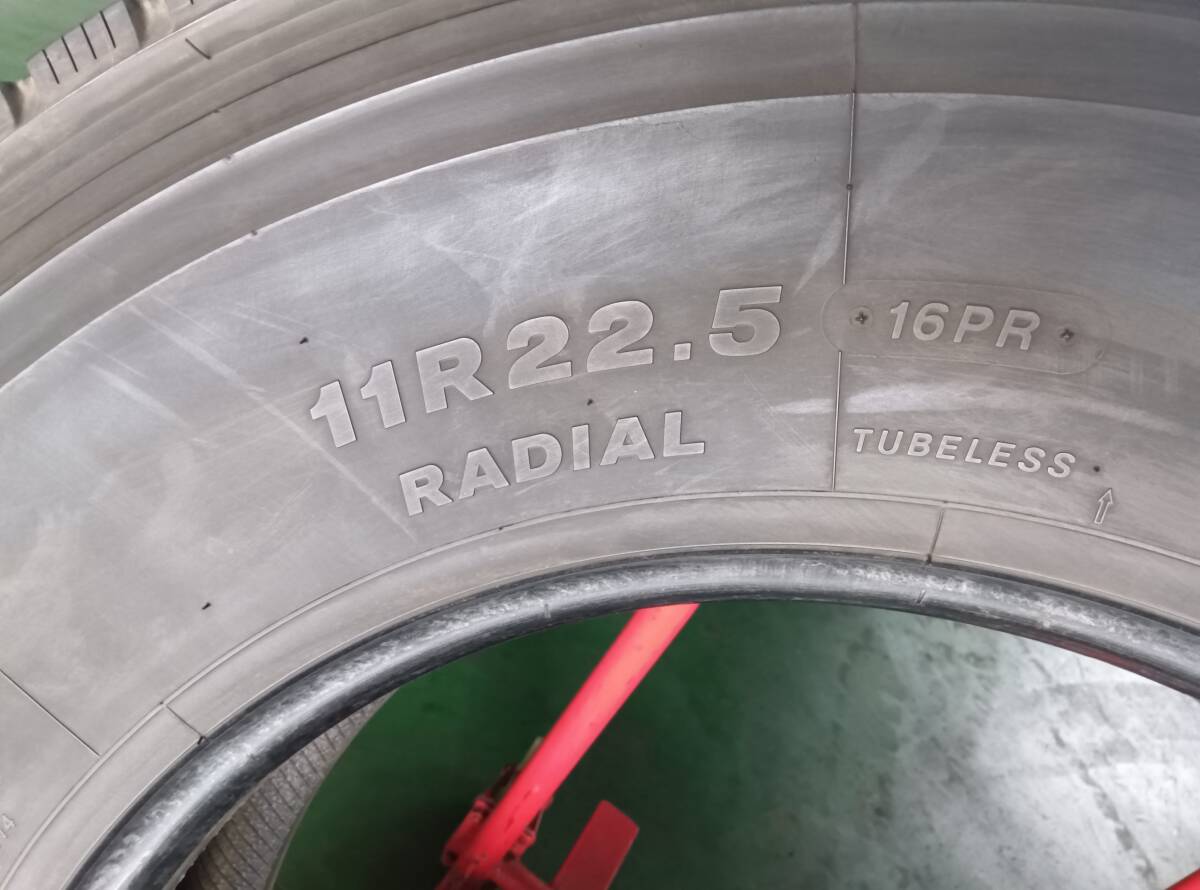 11R22.5
16PR
RADIAL
TUBELESS